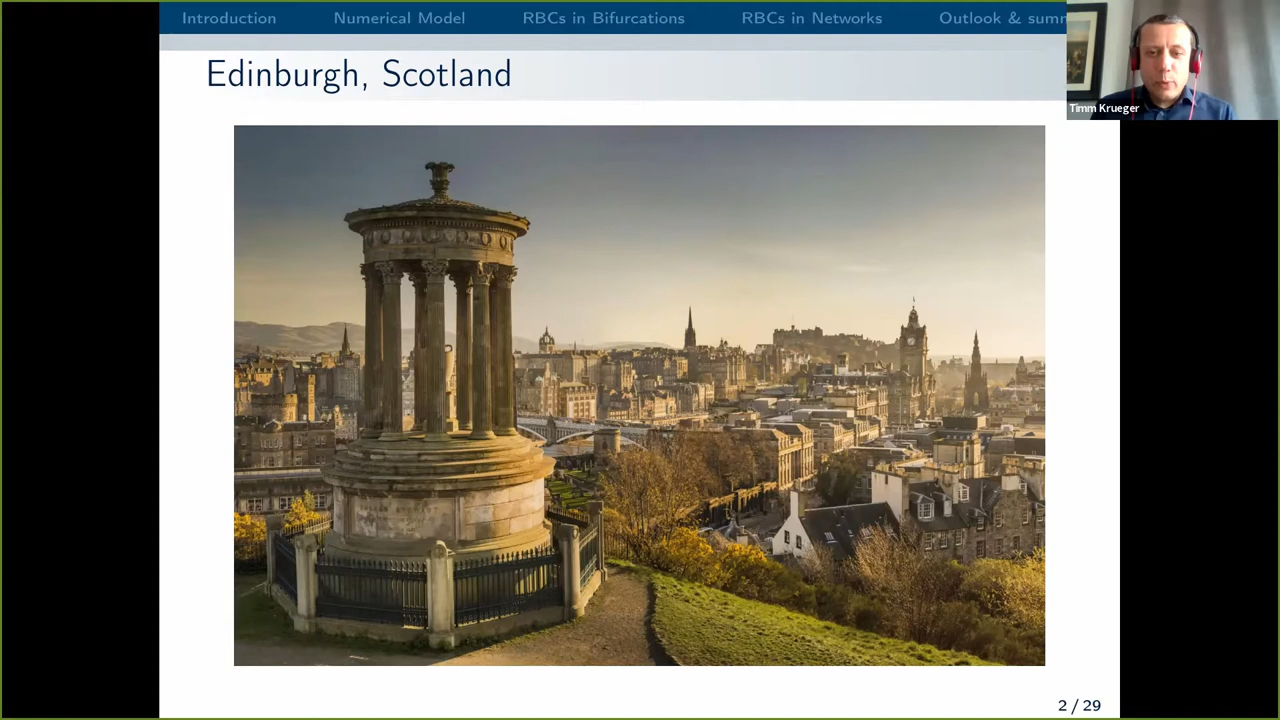 Introduction Numerical Model RBCs in Bifurcations RBCs in Networks Outlook & summ
Timm Krueger
Edinburgh, Scotland
2 / 29